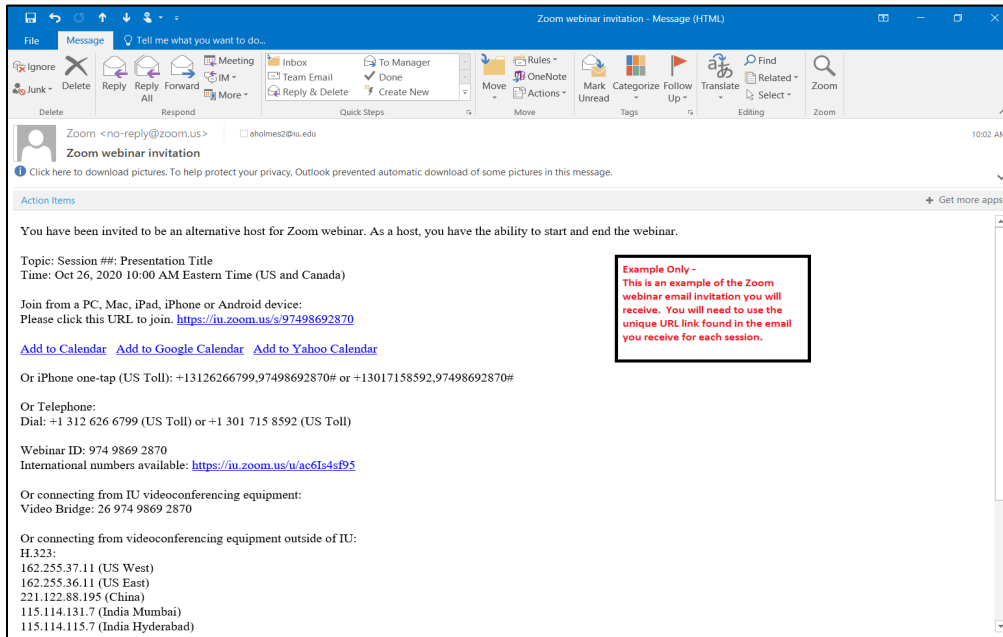 Zoom webinar invitation - Message (HTML)
File Message Tell me what you want to do...
Ignore
Junk
Delete
Reply
Reply All
Forward
Meeting
IM
More
Inbox
Team Email
Reply & Delete
To Manager
Done
Create New
Move
Rules
OneNote
Actions
Mark Unread
Categorize
Follow Up
Translate
Find
Related
Select
Zoom
Delete Respond Quick Steps Move Tags Editing Zoom
Zoom <no-reply@zoom.us> aholmes2@iu.edu 10:02 AM
Zoom webinar invitation
Click here to download pictures. To help protect your privacy, Outlook prevented automatic download of some pictures in this message.
Action Items + Get more apps
You have been invited to be an alternative host for Zoom webinar. As a host, you have the ability to start and end the webinar.
Topic: Session ##: Presentation Title
Time: Oct 26, 2020 10:00 AM Eastern Time (US and Canada)
Join from a PC, Mac, iPad, iPhone or Android device:
Please click this URL to join. https://iu.zoom.us/s/97498692870
Add to Calendar Add to Google Calendar Add to Yahoo Calendar
Example Only -
This is an example of the Zoom
webinar email invitation you will
receive. You will need to use the
unique URL link found in the email
you receive for each session.
Or iPhone one-tap (US Toll): +13126266799,97498692870# or +13017158592,97498692870#
Or Telephone:
Dial: +1 312 626 6799 (US Toll) or +1 301 715 8592 (US Toll)
Webinar ID: 974 9869 2870
International numbers available: https://iu.zoom.us/u/ac6Is4sf95
Or connecting from IU videoconferencing equipment:
Video Bridge: 26 974 9869 2870
Or connecting from videoconferencing equipment outside of IU:
H.323:
162.255.37.11 (US West)
162.255.36.11 (US East)
221.122.88.195 (China)
115.114.131.7 (India Mumbai)
115.114.115.7 (India Hyderabad)